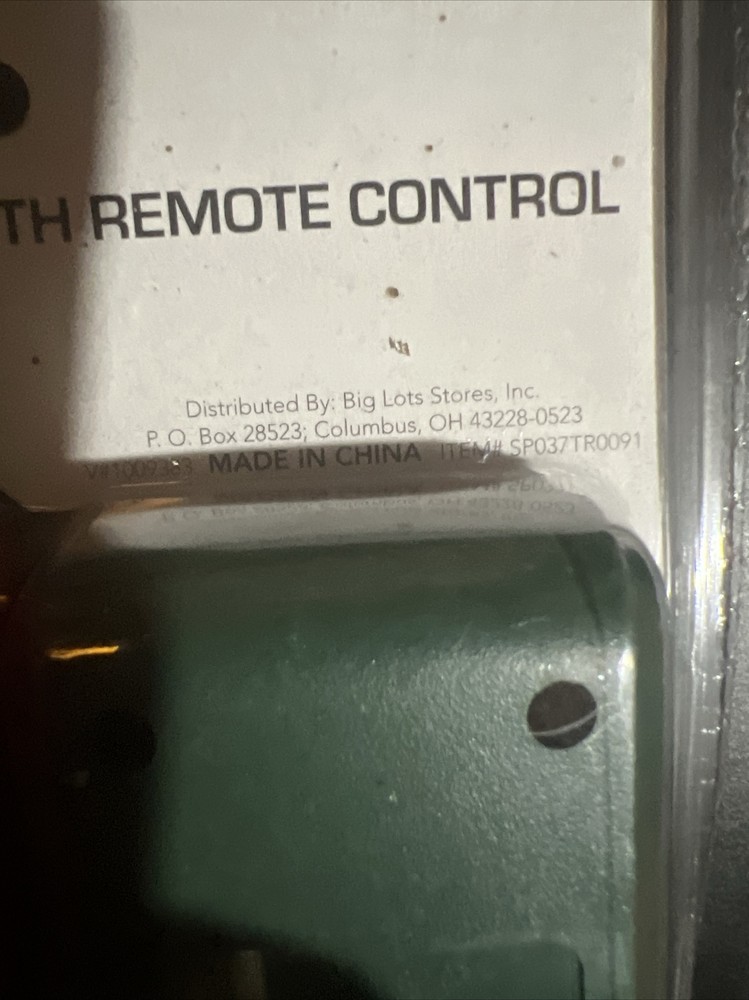 TH REMOTE CONTROL
Distributed By: Big Lots Stores, Inc.
P. O. Box 28523; Columbus, OH 43228-0523
MADE IN CHINA ITEM# SP037TR0091